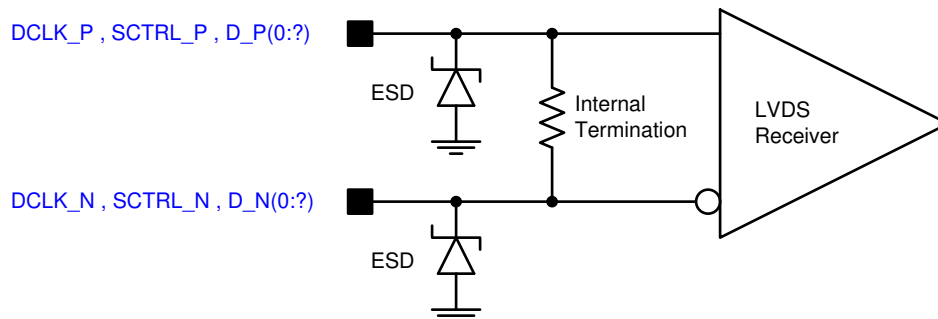 DCLK_P , SCTRL_P , D_P(0:?)
ESD
Internal
Termination
LVDS
Receiver
DCLK_N , SCTRL_N , D_N(0:?)
ESD